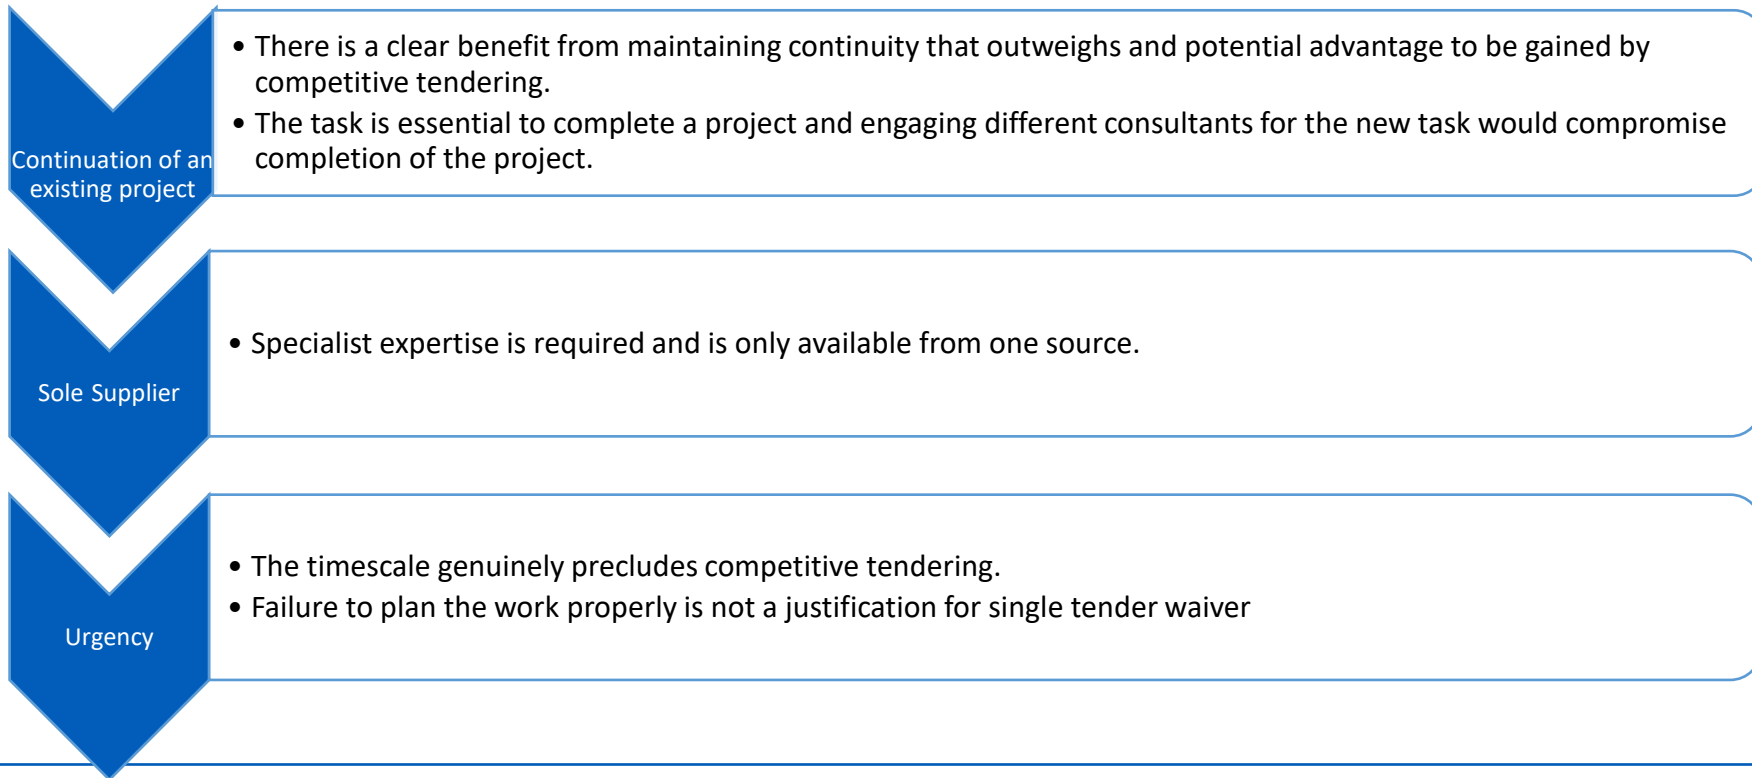 • There is a clear benefit from maintaining continuity that outweighs and potential advantage to be gained by
competitive tendering.
• The task is essential to complete a project and engaging different consultants for the new task would compromise
completion of the project.
Continuation of an
existing project
• Specialist expertise is required and is only available from one source.
Sole Supplier
• The timescale genuinely precludes competitive tendering.
• Failure to plan the work properly is not a justification for single tender waiver
Urgency